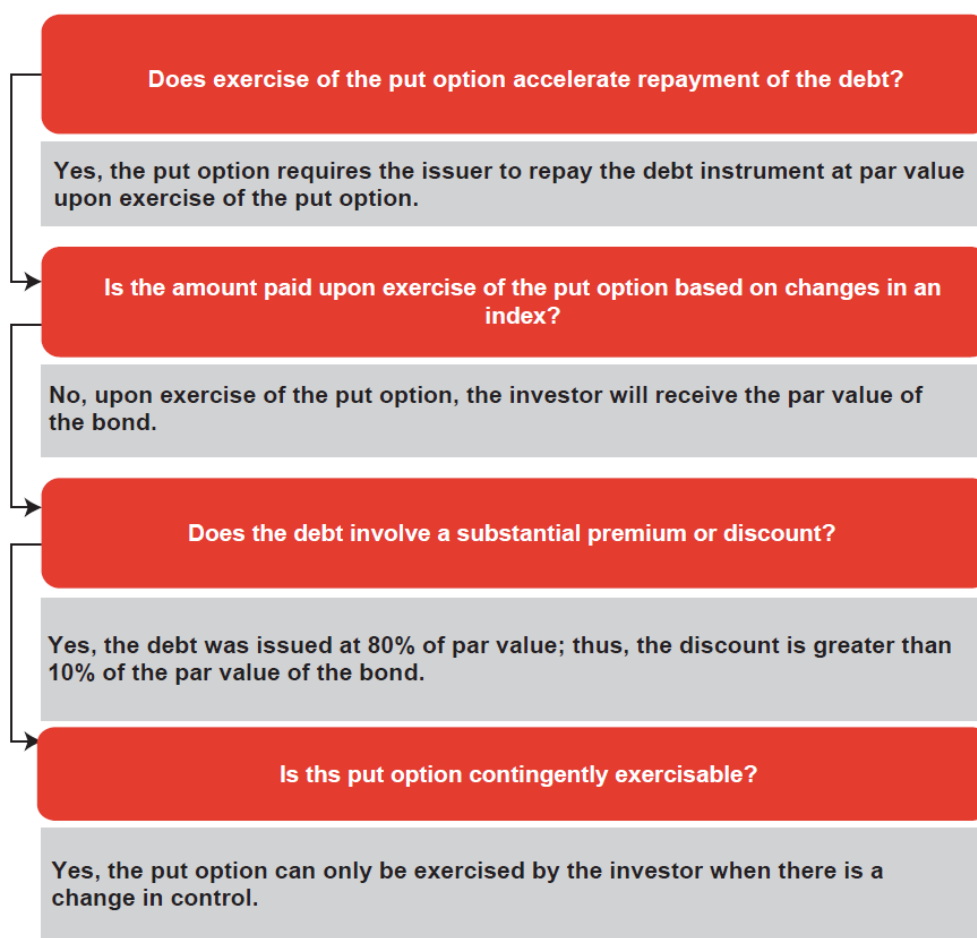 Does exercise of the put option accelerate repayment of the debt?
Yes, the put option requires the issuer to repay the debt instrument at par value
upon exercise of the put option.
Is the amount paid upon exercise of the put option based on changes in an
index?
No, upon exercise of the put option, the investor will receive the par value of
the bond.
Does the debt involve a substantial premium or discount?
Yes, the debt was issued at 80% of par value; thus, the discount is greater than
10% of the par value of the bond.
Is ths put option contingently exercisable?
Yes, the put option can only be exercised by the investor when there is a
change in control.